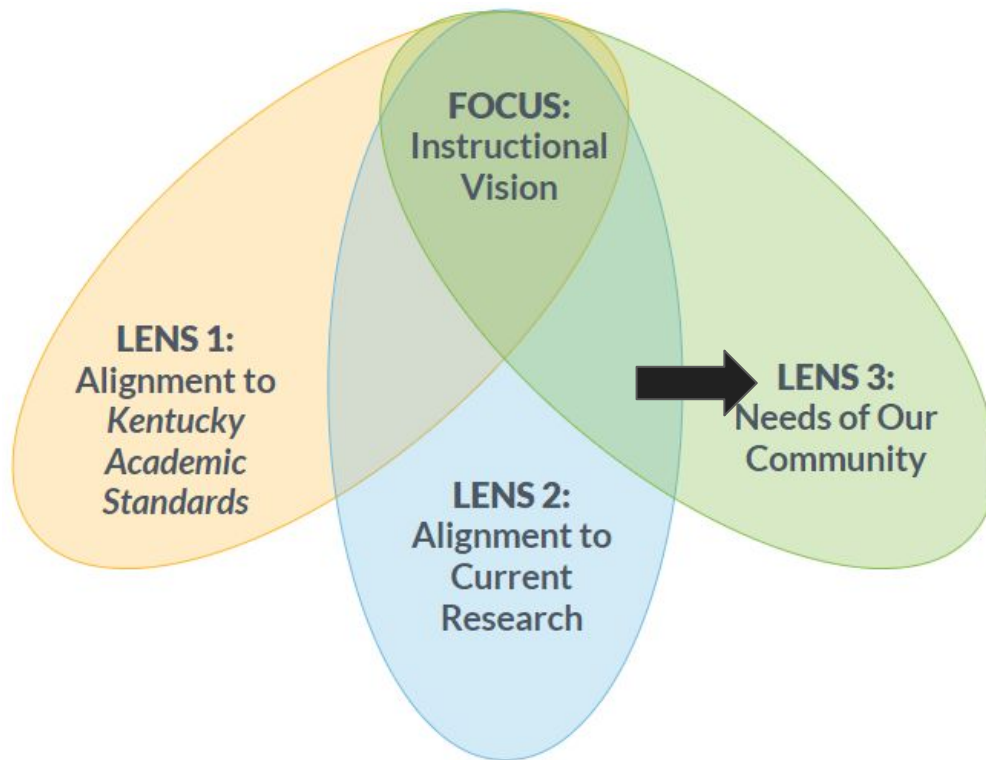 FOCUS:
Instructional
Vision
LENS 1:
Alignment to
Kentucky
Academic
Standards
LENS 2:
Alignment to
Current
Research
LENS 3:
Needs of Our
Community